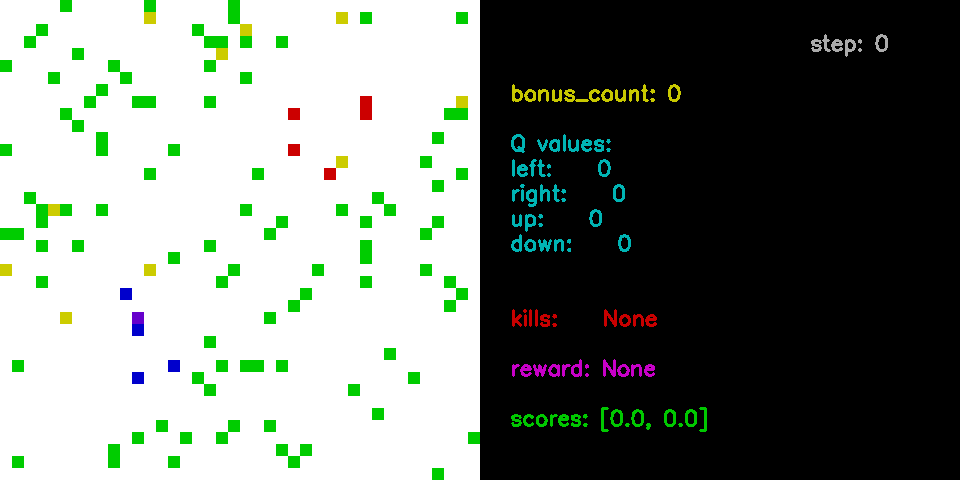 step: 0
bonus_count: 0
Q values:
left: 0
right: 0
up: 0
down: 0
kills: None
reward: None
scores: [0.0, 0.0]